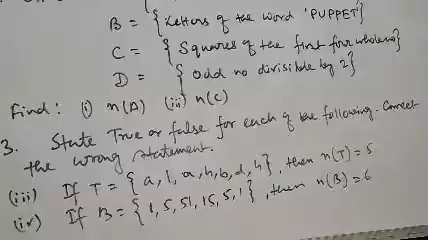 B = {Letters of the word 'PUPPET'}
C = {Squares of the first four whole no}
D = {Odd no divisible by 2}
Find: (i) n(A) (iii) n(C)
3. State True or false for each of the following. Correct
the wrong statement.
(iii) If T = {a, l, a, h, b, d, h}, then n(T) = 5
(iv) If B = {1, 5, 51, 15, 5, 1}, then n(B) = 6